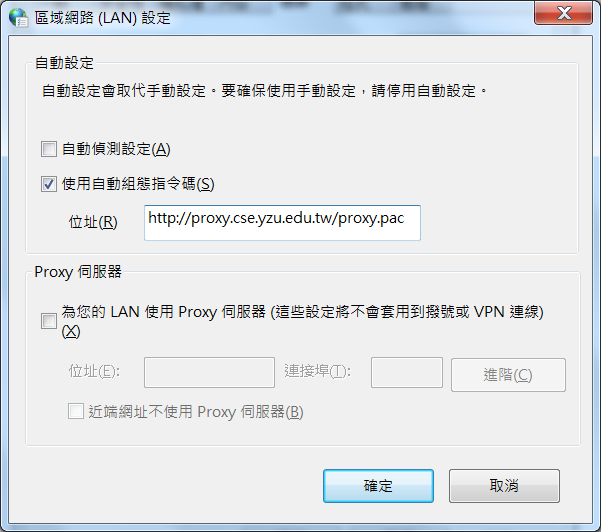 區域網路 (LAN) 設定
自動設定
自動設定會取代手動設定。要確保使用手動設定，請停用自動設定。
自動偵測設定(A)
使用自動組態指令碼(S)
位址(R)
http://proxy.cse.yzu.edu.tw/proxy.pac
Proxy 伺服器
為您的 LAN 使用 Proxy 伺服器 (這些設定將不會套用到撥號或 VPN 連線)
(X)
位址(E):
連接埠(T):
進階(C)
近端網址不使用 Proxy 伺服器(B)
確定
取消